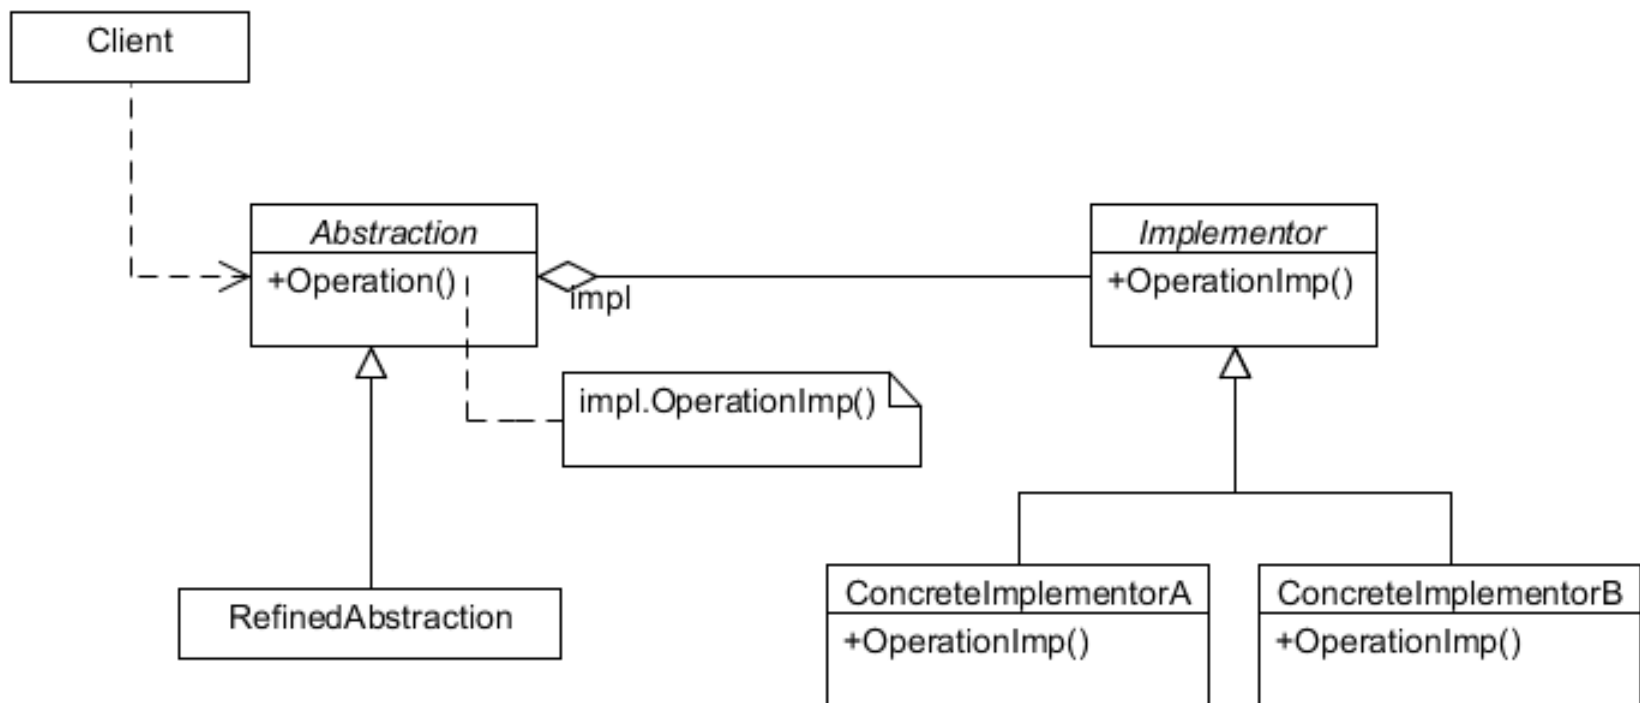 Client
Abstraction
+Operation()
impl
Implementor
+OperationImp()
impl.OperationImp()
RefinedAbstraction
ConcreteImplementorA
+OperationImp()
ConcreteImplementorB
+OperationImp()